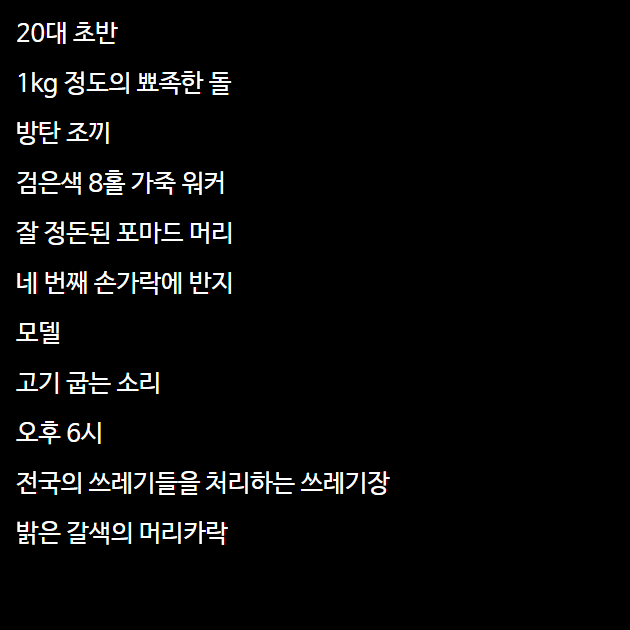 20대 초반
1kg 정도의 뾰족한 돌
방탄 조끼
검은색 8홀 가죽 워커
잘 정돈된 포마드 머리
네 번째 손가락에 반지
모델
고기 굽는 소리
오후 6시
전국의 쓰레기들을 처리하는 쓰레기장
밝은 갈색의 머리카락